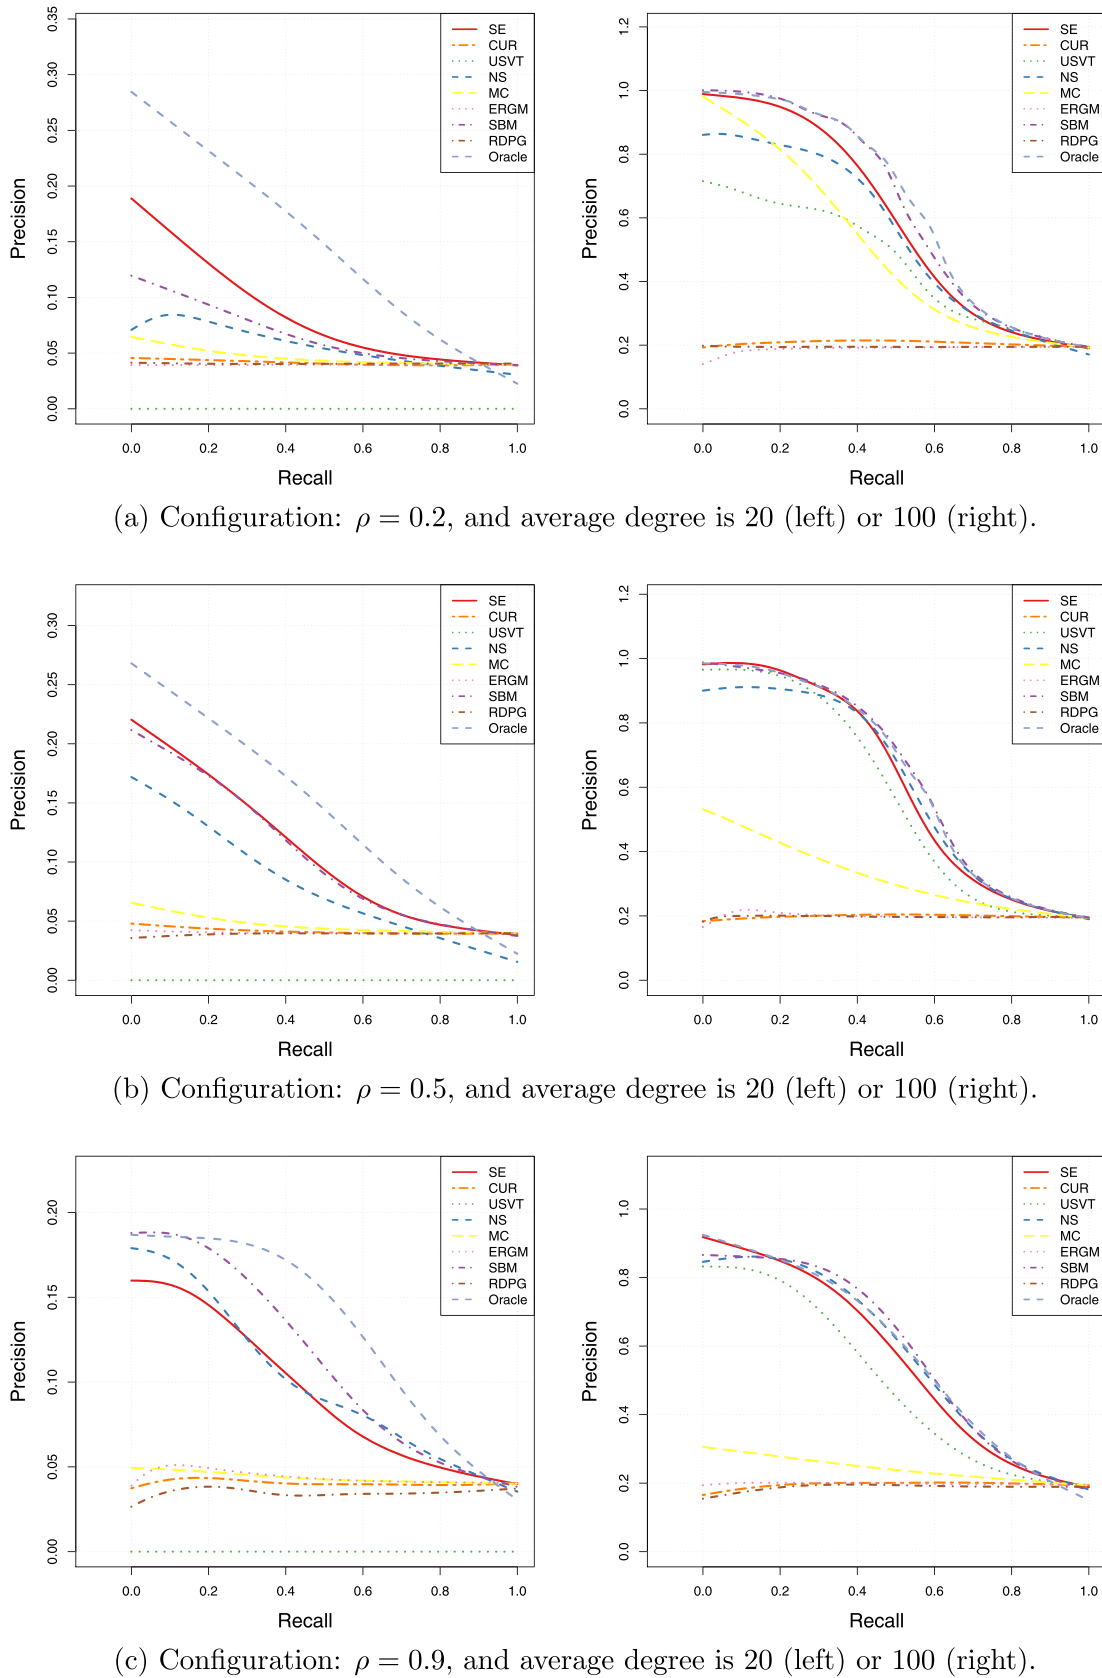 0.00 0.05 0.10 0.15 0.20 0.25 0.30 0.35
Precision
SE
CUR
USVT
NS
MC
ERGM
SBM
RDPG
Oracle
0.0 0.2 0.4 0.6 0.8 1.0
Recall
0.0 0.2 0.4 0.6 0.8 1.0 1.2
Precision
SE
CUR
USVT
NS
MC
ERGM
SBM
RDPG
Oracle
0.0 0.2 0.4 0.6 0.8 1.0
Recall
(a) Configuration: ρ = 0.2, and average degree is 20 (left) or 100 (right).
0.00 0.05 0.10 0.15 0.20 0.25 0.30
Precision
SE
CUR
USVT
NS
MC
ERGM
SBM
RDPG
Oracle
0.0 0.2 0.4 0.6 0.8 1.0
Recall
0.0 0.2 0.4 0.6 0.8 1.0 1.2
Precision
SE
CUR
USVT
NS
MC
ERGM
SBM
RDPG
Oracle
0.0 0.2 0.4 0.6 0.8 1.0
Recall
(b) Configuration: ρ = 0.5, and average degree is 20 (left) or 100 (right).
0.00 0.05 0.10 0.15 0.20
Precision
SE
CUR
USVT
NS
MC
ERGM
SBM
RDPG
Oracle
0.0 0.2 0.4 0.6 0.8 1.0
Recall
0.0 0.2 0.4 0.6 0.8 1.0
Precision
SE
CUR
USVT
NS
MC
ERGM
SBM
RDPG
Oracle
0.0 0.2 0.4 0.6 0.8 1.0
Recall
(c) Configuration: ρ = 0.9, and average degree is 20 (left) or 100 (right).